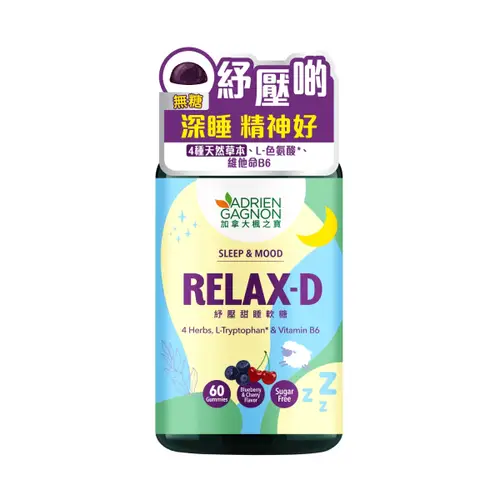 紓壓啲
無糖
深睡 精神好
4種天然草本、L-色氨酸*、
維他命B6
ADRIEN
GAGNON
加拿大楓之寶
SLEEP & MOOD
RELAX-D
紓壓甜睡軟糖
4 Herbs, L-Tryptophan* & Vitamin B6
60
Gummies
Blueberry
& Cherry
Flavor
Sugar
Free
Z
Z
Z